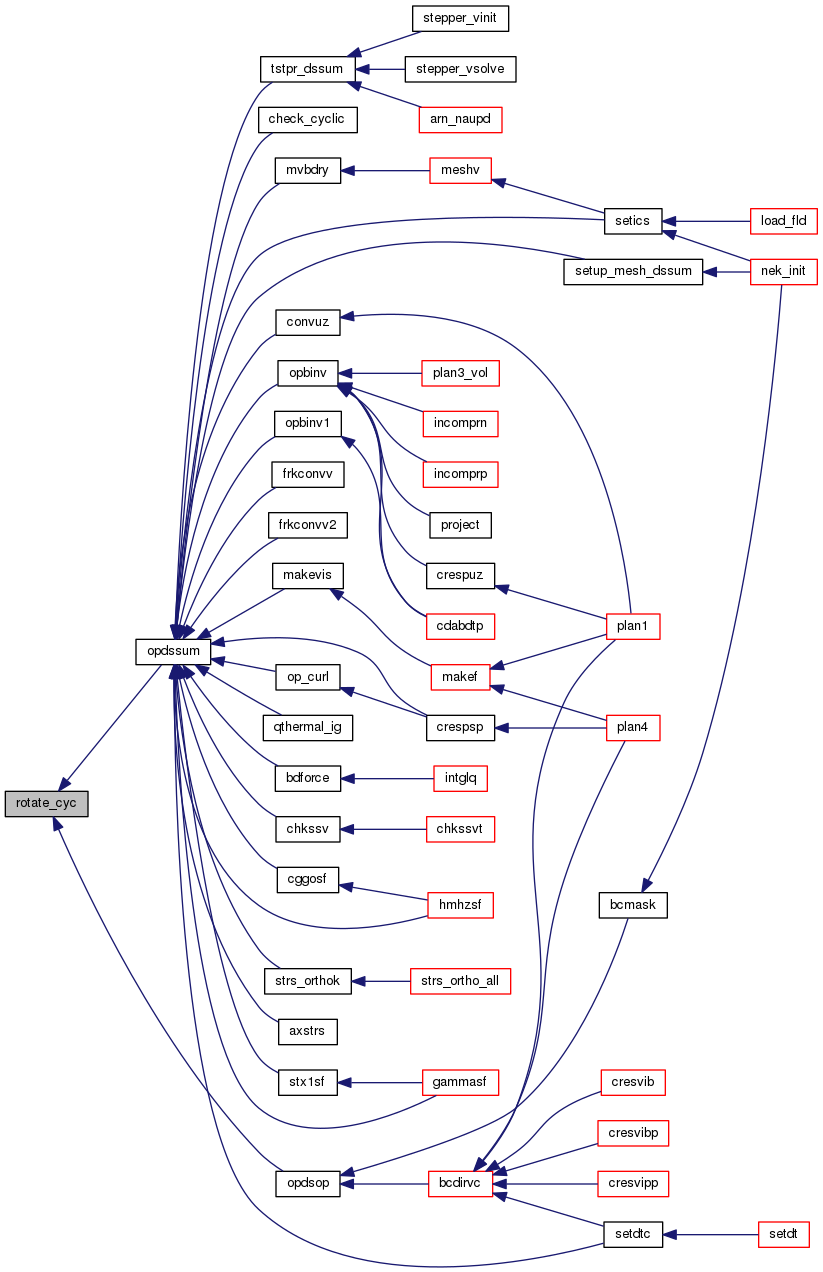 stepper_vinit
tstpr_dssum
stepper_vsolve
check_cyclic
arn_naupd
mvbdry
meshv
setics
load_fld
setup_mesh_dssum
nek_init
convuz
opbinv
plan3_vol
opbinv1
incomprn
frkconvv
incomprp
frkconvv2
project
makevis
crespuz
cdabdtp
plan1
opdssum
op_curl
makef
qthermal_ig
crespsp
plan4
bdforce
intglq
rotate_cyc
chkssv
chkssvt
cggosf
hmhzsf
bcmask
strs_orthok
strs_ortho_all
axstrs
stx1sf
gammasf
cresvib
cresvibp
opdsop
bcdirvc
cresvipp
setdtc
setdt